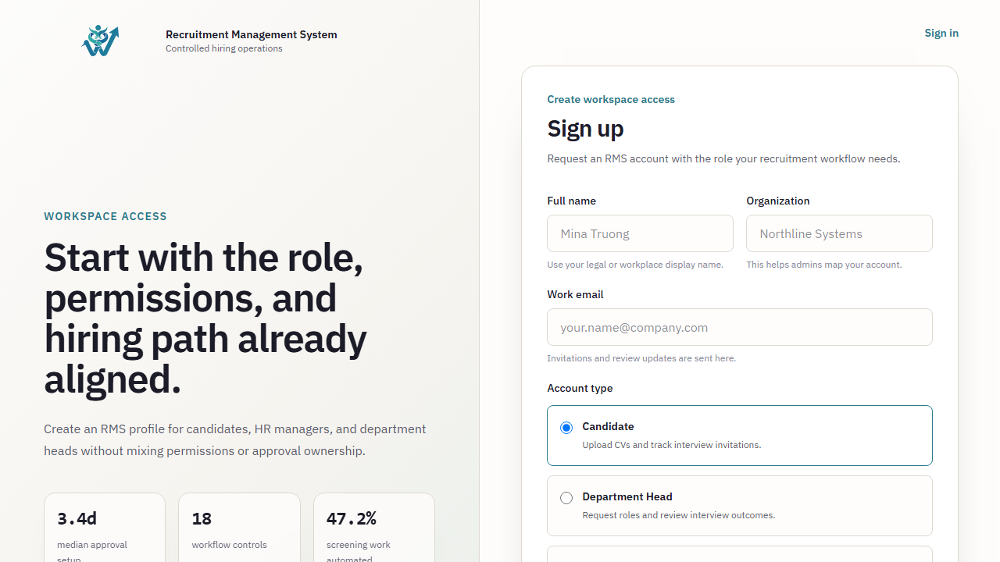 Recruitment Management System
Controlled hiring operations
WORKSPACE ACCESS
Start with the role,
permissions, and
hiring path already
aligned.
Create an RMS profile for candidates, HR managers, and department
heads without mixing permissions or approval ownership.
3.4d
median approval
setup
18
workflow controls
47.2%
screening work
automated
Sign in
Create workspace access
Sign up
Request an RMS account with the role your recruitment workflow needs.
Full name
Mina Truong
Use your legal or workplace display name.
Organization
Northline Systems
This helps admins map your account.
Work email
your.name@company.com
Invitations and review updates are sent here.
Account type
Candidate
Upload CVs and track interview invitations.
Department Head
Request roles and review interview outcomes.